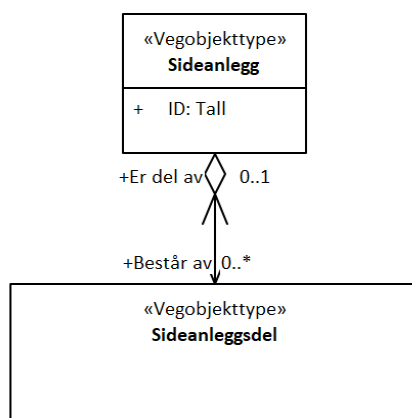 «Vegobjekttype»
Sideanlegg
+ ID: Tall
+Er del av 0..1
+Består av 0..*
«Vegobjekttype»
Sideanleggsdel